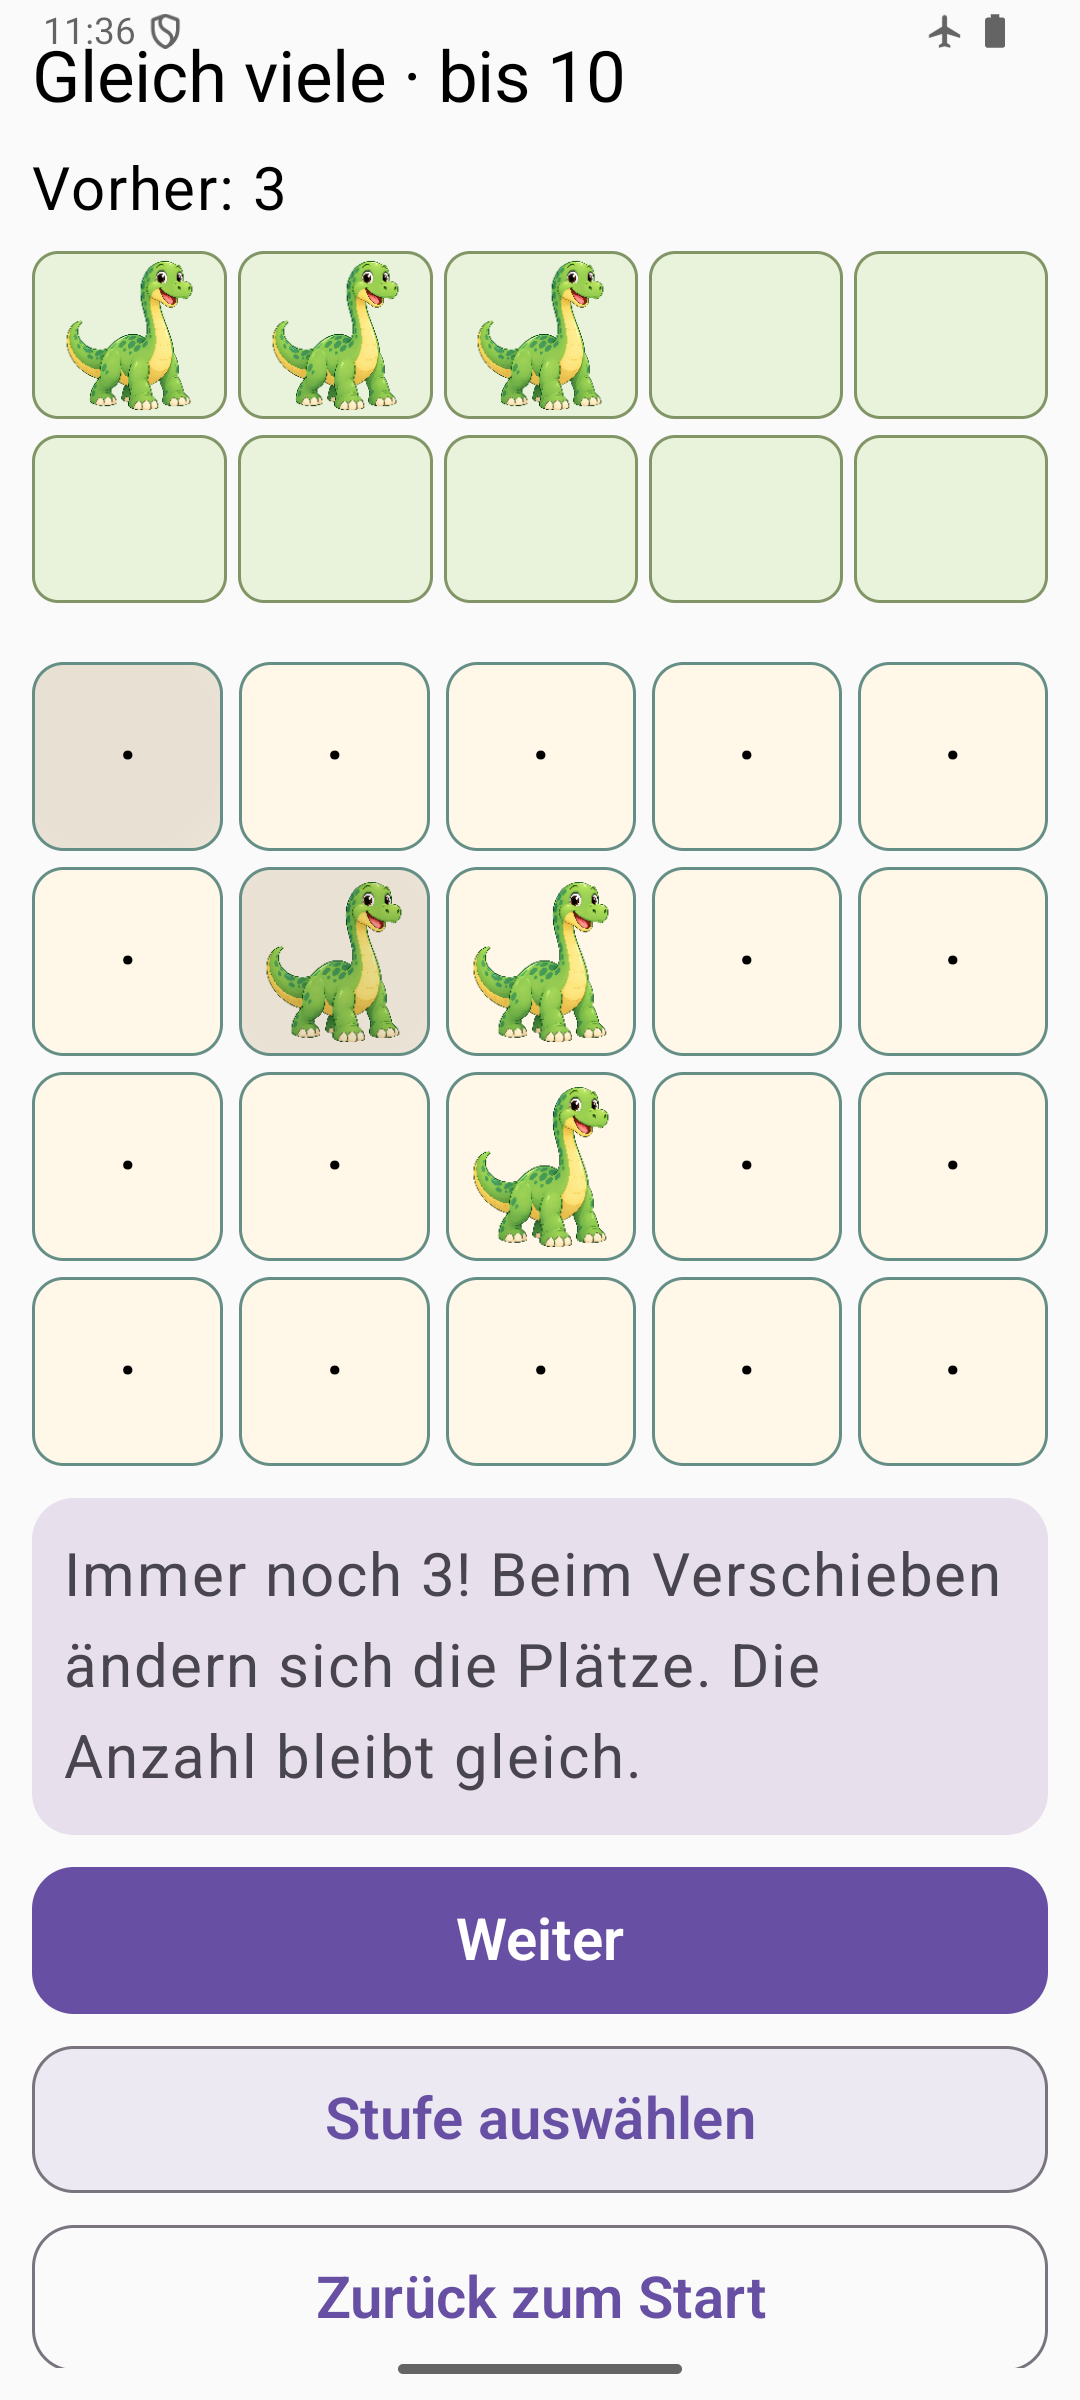 11:36
Gleich viele · bis 10
Vorher: 3
Immer noch 3! Beim Verschieben
ändern sich die Plätze. Die
Anzahl bleibt gleich.
Weiter
Stufe auswählen
Zurück zum Start